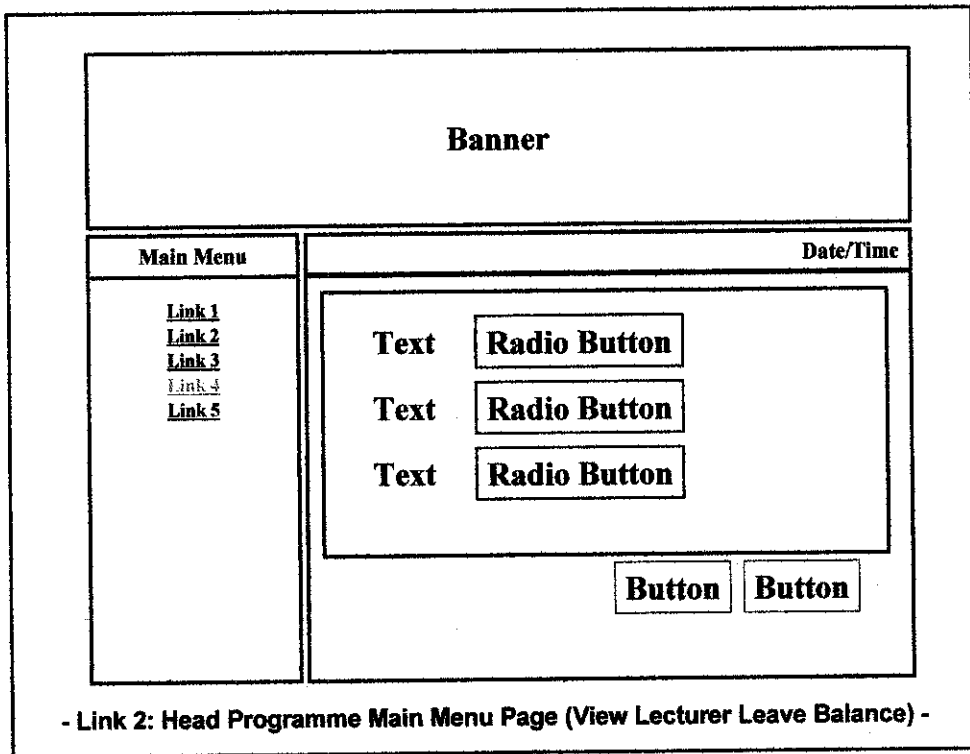 Banner
Main Menu
Date/Time
Link 1
Link 2
Link 3
Link 4
Link 5
Text Radio Button
Text Radio Button
Text Radio Button
Button Button
- Link 2: Head Programme Main Menu Page (View Lecturer Leave Balance) -